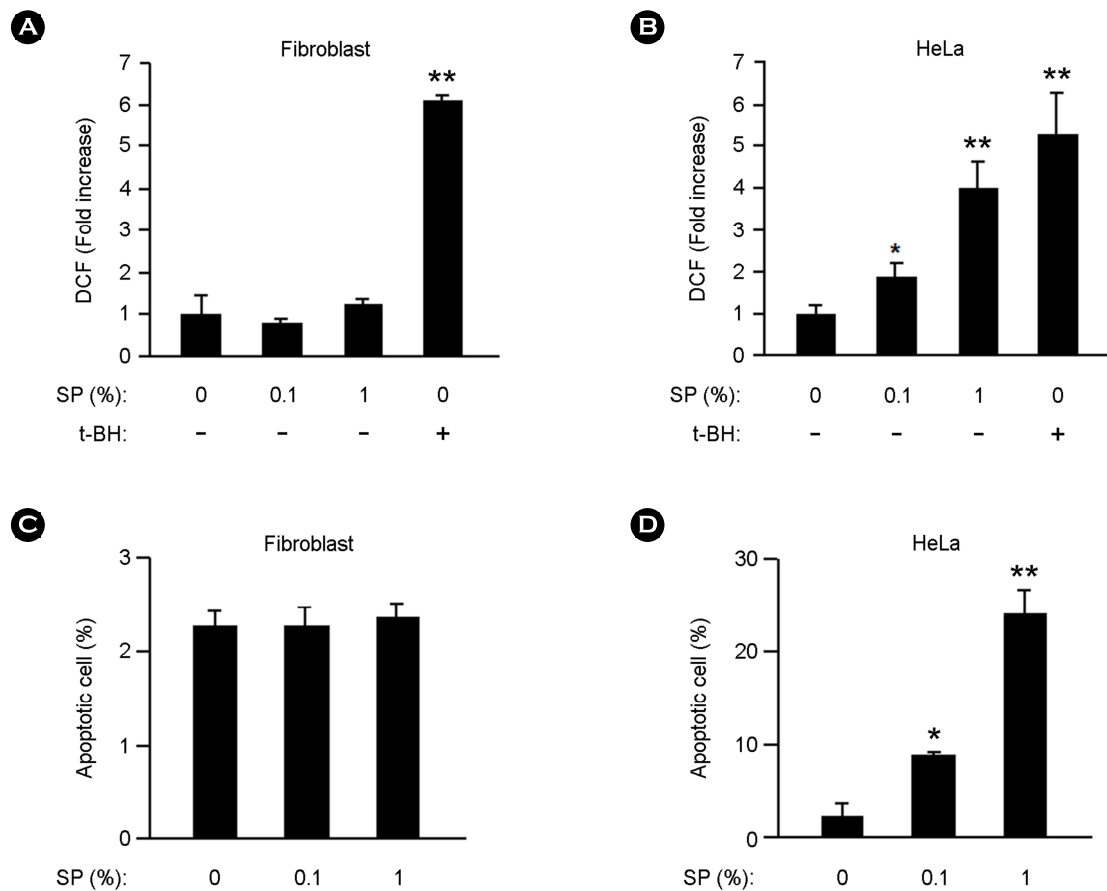 A
Fibroblast
DCF (Fold increase)
7
6
5
4
3
2
1
0
**
SP (%): 0 0.1 1 0
t-BH: – – – +
B
HeLa
DCF (Fold increase)
7
6
5
4
3
2
1
0
* ** **
SP (%): 0 0.1 1 0
t-BH: – – – +
C
Fibroblast
Apoptotic cell (%)
3
2
1
0
SP (%): 0 0.1 1
D
HeLa
Apoptotic cell (%)
30
20
10
0
* **
SP (%): 0 0.1 1